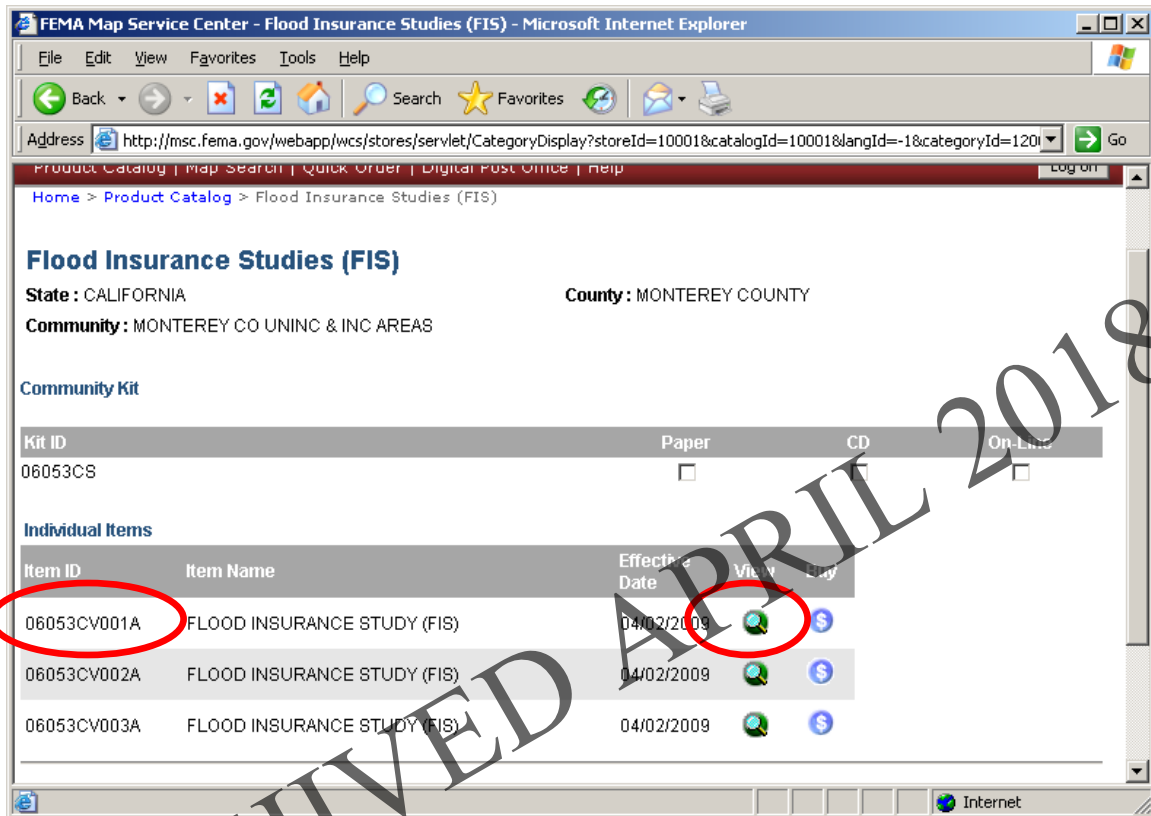 FEMA Map Service Center - Flood Insurance Studies (FIS) - Microsoft Internet Explorer
File Edit View Favorites Tools Help
Back Search Favorites
Address http://msc.fema.gov/webapp/wcs/stores/servlet/CategoryDisplay?storeId=10001&catalogId=10001&langId=-1&categoryId=120 Go
Product Catalog | Map Search | Quick Order | Digital Post Office | Help Log on
Home > Product Catalog > Flood Insurance Studies (FIS)
Flood Insurance Studies (FIS)
State : CALIFORNIA County : MONTEREY COUNTY
Community : MONTEREY CO UNINC & INC AREAS
Community Kit
Kit ID Paper CD On-Line
06053CS
Individual Items
Item ID Item Name Effective Date View Buy
06053CV001A FLOOD INSURANCE STUDY (FIS) 04/02/2009
06053CV002A FLOOD INSURANCE STUDY (FIS) 04/02/2009
06053CV003A FLOOD INSURANCE STUDY (FIS) 04/02/2009
Internet
HIVED APRIL 2018